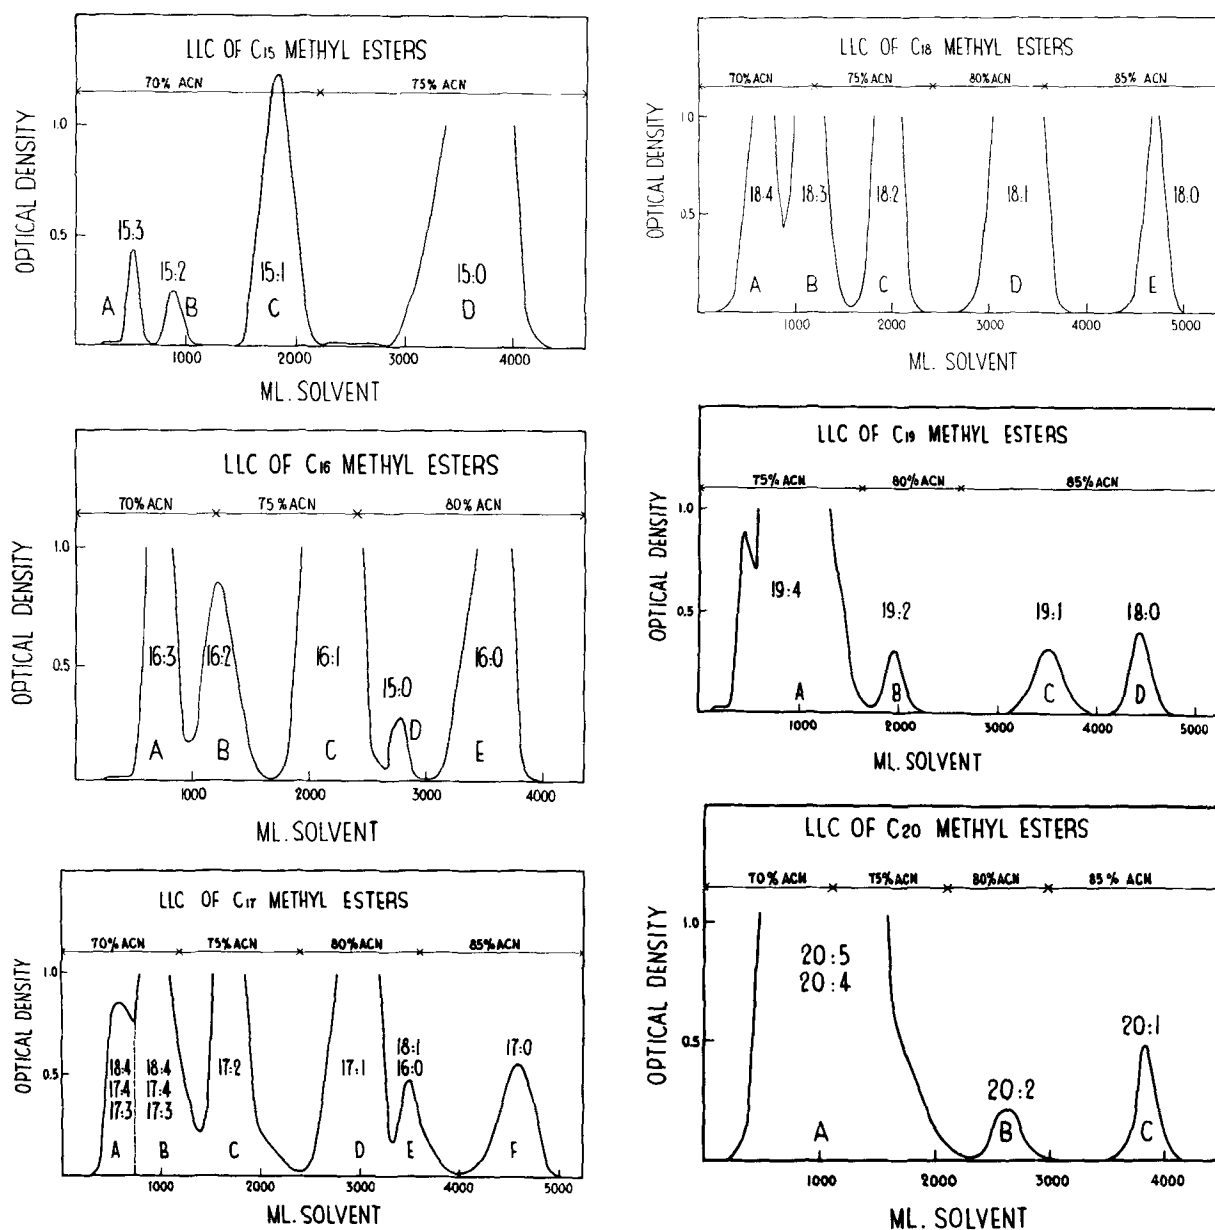 LLC OF C15 METHYL ESTERS
70% ACN 75% ACN
OPTICAL DENSITY
1.0
0.5
15:3 15:2 15:1 15:0
A B C D
1000 2000 3000 4000
ML. SOLVENT
LLC OF C16 METHYL ESTERS
70% ACN 75% ACN 80% ACN
OPTICAL DENSITY
1.0
0.5
16:3 16:2 16:1 15:0 16:0
A B C D E
1000 2000 3000 4000
ML. SOLVENT
LLC OF C17 METHYL ESTERS
70% ACN 75% ACN 80% ACN 85% ACN
OPTICAL DENSITY
1.0
0.5
18:4 18:4 17:2 17:1 18:1 17:0
17:4 17:4 16:0
17:3 17:3
A B C D E F
1000 2000 3000 4000 5000
ML. SOLVENT
LLC OF C18 METHYL ESTERS
70% ACN 75% ACN 80% ACN 85% ACN
OPTICAL DENSITY
1.0
0.5
18:4 18:3 18:2 18:1 18:0
A B C D E
1000 2000 3000 4000 5000
ML. SOLVENT
LLC OF C19 METHYL ESTERS
75% ACN 80% ACN 85% ACN
OPTICAL DENSITY
1.0
0.5
19:4 19:2 19:1 18:0
A B C D
1000 2000 3000 4000 5000
ML. SOLVENT
LLC OF C20 METHYL ESTERS
70% ACN 75% ACN 80% ACN 85% ACN
OPTICAL DENSITY
1.0
0.5
20:5
20:4
20:2 20:1
A B C
1000 2000 3000 4000
ML. SOLVENT